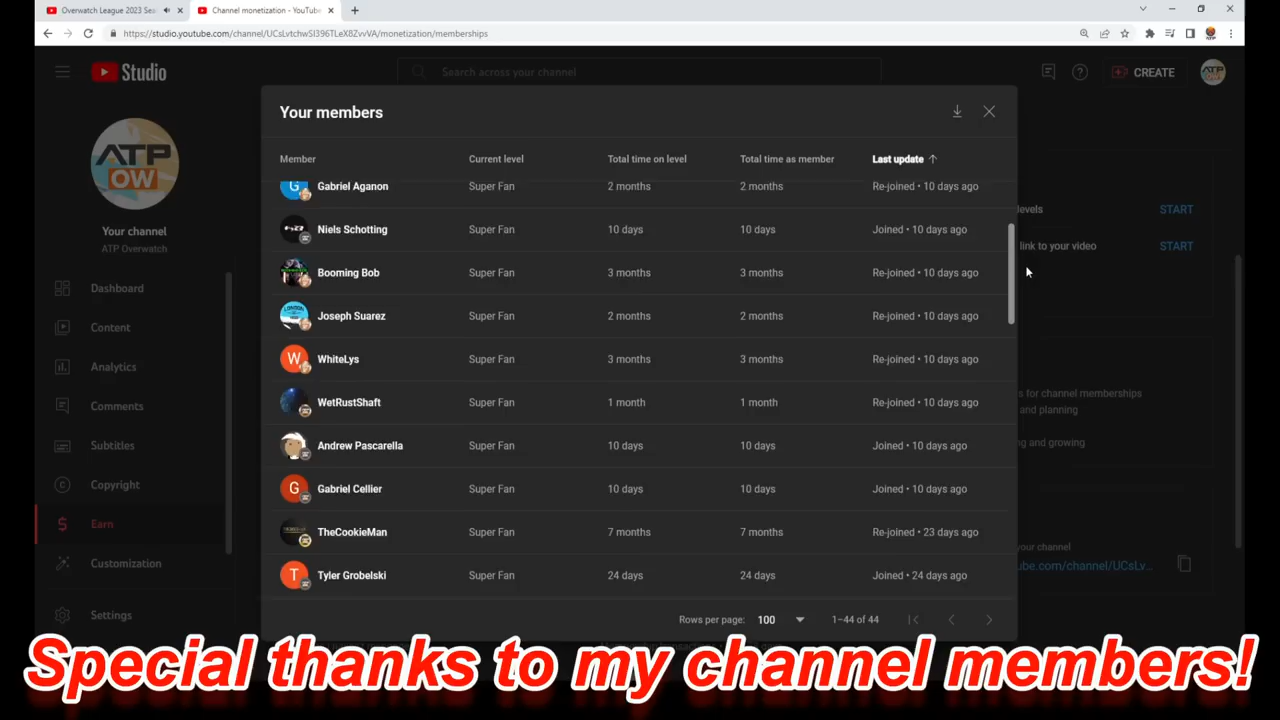 Overwatch League 2023 Sea
Channel monetization - YouTube
https://studio.youtube.com/channel/UCsLvtchwSI396TLeX8ZvvVA/monetization/memberships
Studio
Search across your channel
CREATE
ATP
OW
Your channel
ATP Overwatch
Dashboard
Content
Analytics
Comments
Subtitles
Copyright
Earn
Customization
Settings
Your members
Member Current level Total time on level Total time as member Last update
Gabriel Aganon Super Fan 2 months 2 months Re-joined • 10 days ago
Niels Schotting Super Fan 10 days 10 days Joined • 10 days ago
Booming Bob Super Fan 3 months 3 months Re-joined • 10 days ago
Joseph Suarez Super Fan 2 months 2 months Re-joined • 10 days ago
WhiteLys Super Fan 3 months 3 months Re-joined • 10 days ago
WetRustShaft Super Fan 1 month 1 month Re-joined • 10 days ago
Andrew Pascarella Super Fan 10 days 10 days Joined • 10 days ago
G Gabriel Cellier Super Fan 10 days 10 days Joined • 10 days ago
TheCookieMan Super Fan 7 months 7 months Re-joined • 23 days ago
T Tyler Grobelski Super Fan 24 days 24 days Joined • 24 days ago
Rows per page: 100 1–44 of 44
levels START
link to your video START
s for channel memberships
and planning
ng and growing
your channel
ube.com/channel/UCsLv...
Special thanks to my channel members!